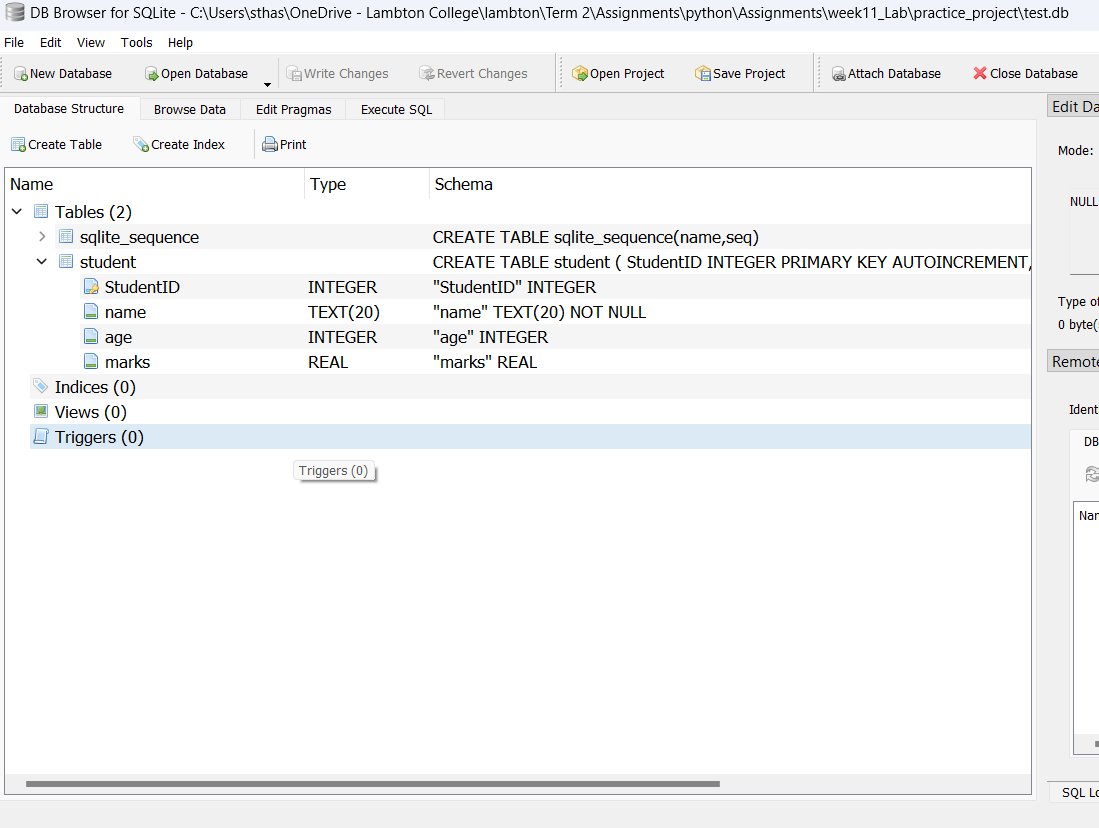 DB Browser for SQLite - C:\Users\sthas\OneDrive - Lambton College\lambton\Term 2\Assignments\python\Assignments\week11_Lab\practice_project\test.db
File Edit View Tools Help
New Database Open Database Write Changes Revert Changes Open Project Save Project Attach Database Close Database
Database Structure Browse Data Edit Pragmas Execute SQL
Edit Da
Create Table Create Index Print
Mode:
Name Type Schema
NULL
Tables (2)
sqlite_sequence CREATE TABLE sqlite_sequence(name,seq)
student CREATE TABLE student ( StudentID INTEGER PRIMARY KEY AUTOINCREMENT,
StudentID INTEGER "StudentID" INTEGER
Type of
name TEXT(20) "name" TEXT(20) NOT NULL
0 byte(
age INTEGER "age" INTEGER
marks REAL "marks" REAL
Remote
Indices (0)
Views (0)
Ident
Triggers (0)
DB
Triggers (0)
Nar
SQL Lo